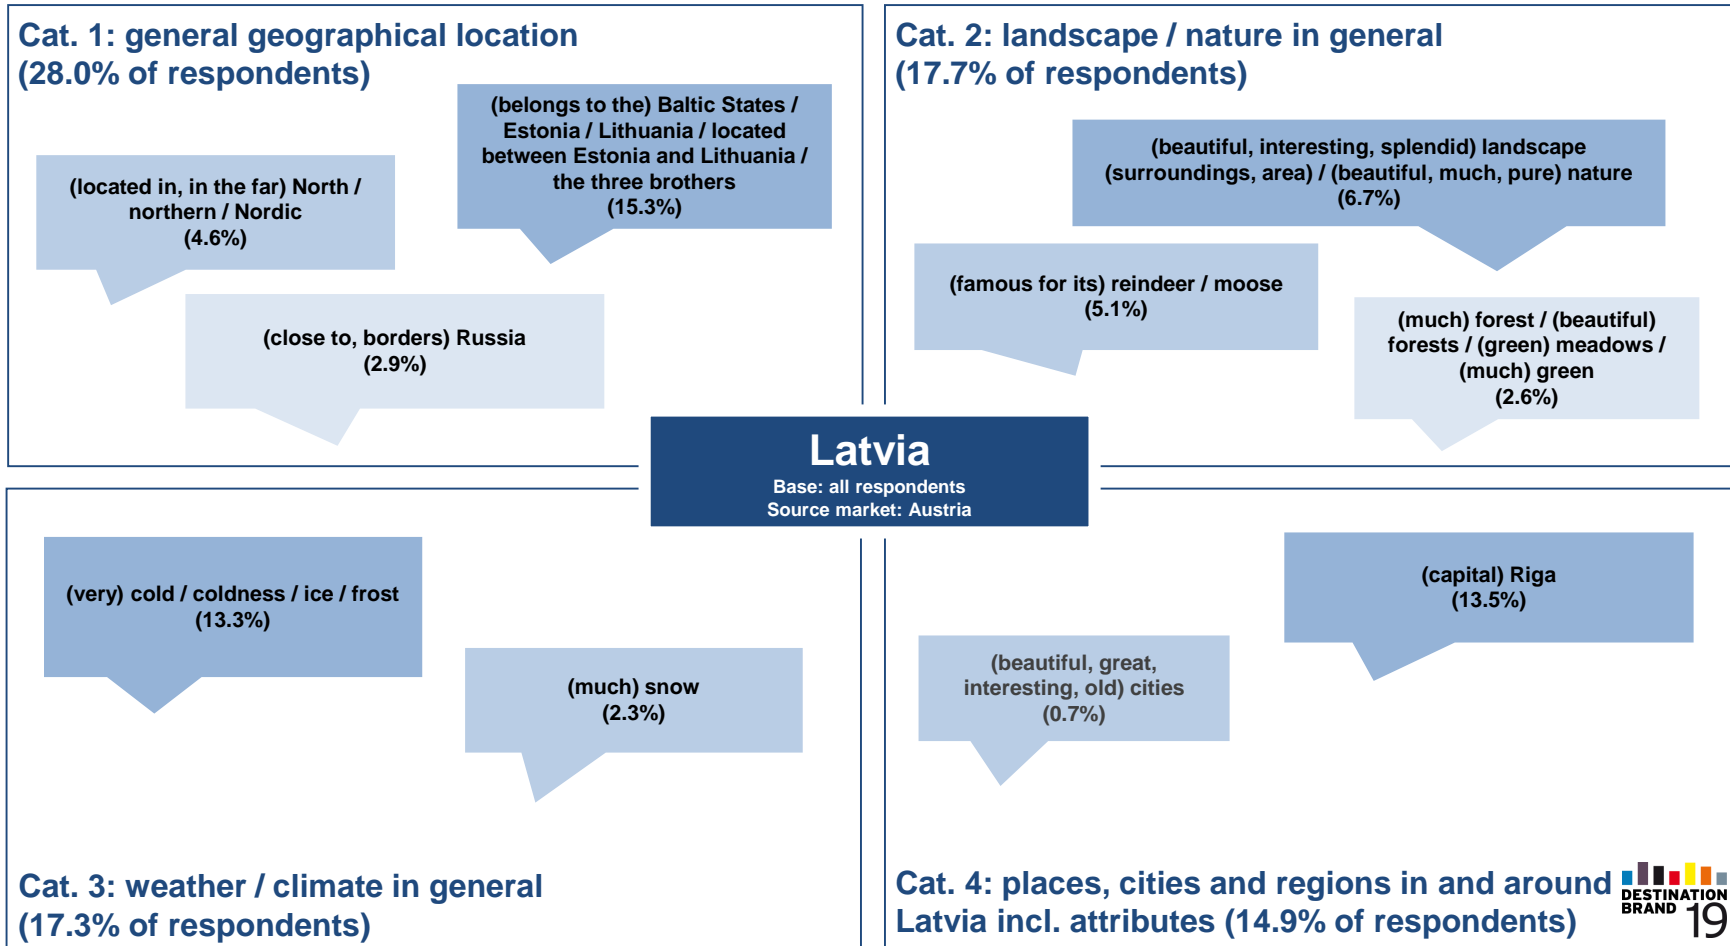 Cat. 1: general geographical location
(28.0% of respondents)
(belongs to the) Baltic States /
Estonia / Lithuania / located
between Estonia and Lithuania /
the three brothers
(15.3%)
(located in, in the far) North /
northern / Nordic
(4.6%)
(close to, borders) Russia
(2.9%)
Cat. 2: landscape / nature in general
(17.7% of respondents)
(beautiful, interesting, splendid) landscape
(surroundings, area) / (beautiful, much, pure) nature
(6.7%)
(famous for its) reindeer / moose
(5.1%)
(much) forest / (beautiful)
forests / (green) meadows /
(much) green
(2.6%)
Latvia
Base: all respondents
Source market: Austria
(very) cold / coldness / ice / frost
(13.3%)
(much) snow
(2.3%)
Cat. 3: weather / climate in general
(17.3% of respondents)
(capital) Riga
(13.5%)
(beautiful, great,
interesting, old) cities
(0.7%)
Cat. 4: places, cities and regions in and around
Latvia incl. attributes (14.9% of respondents)
DESTINATION
BRAND 19